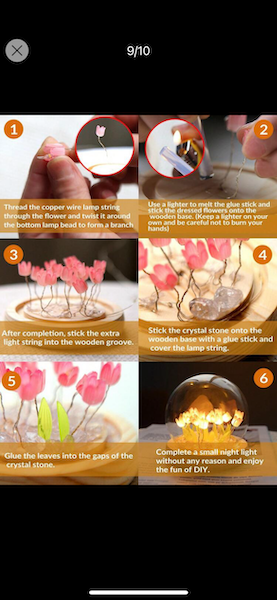 9/10
1
Thread the copper wire lamp string
through the flower and twist it around
the bottom lamp bead to form a branch
2
Use a lighter to melt the glue stick and
stick the dressd flowers onto the
wooden base. (Keep a lighter on your
own and be careful not to burn your
hands)
3
After completion, stick the extra
light string into the wooden groove.
4
Stick the crystal stone onto the
wooden base with a glue stick and
cover the lamp string.
5
Glue the leaves into the gaps of the
crystal stone.
6
Complete a small night light
without any reason and enjoy
the fun of DIY.